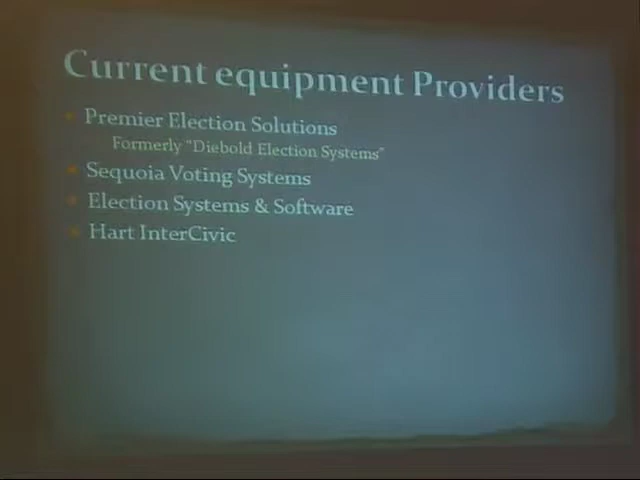 Current equipment Providers
Premier Election Solutions
Formerly "Diebold Election Systems"
Sequoia Voting Systems
Election Systems & Software
Hart InterCivic